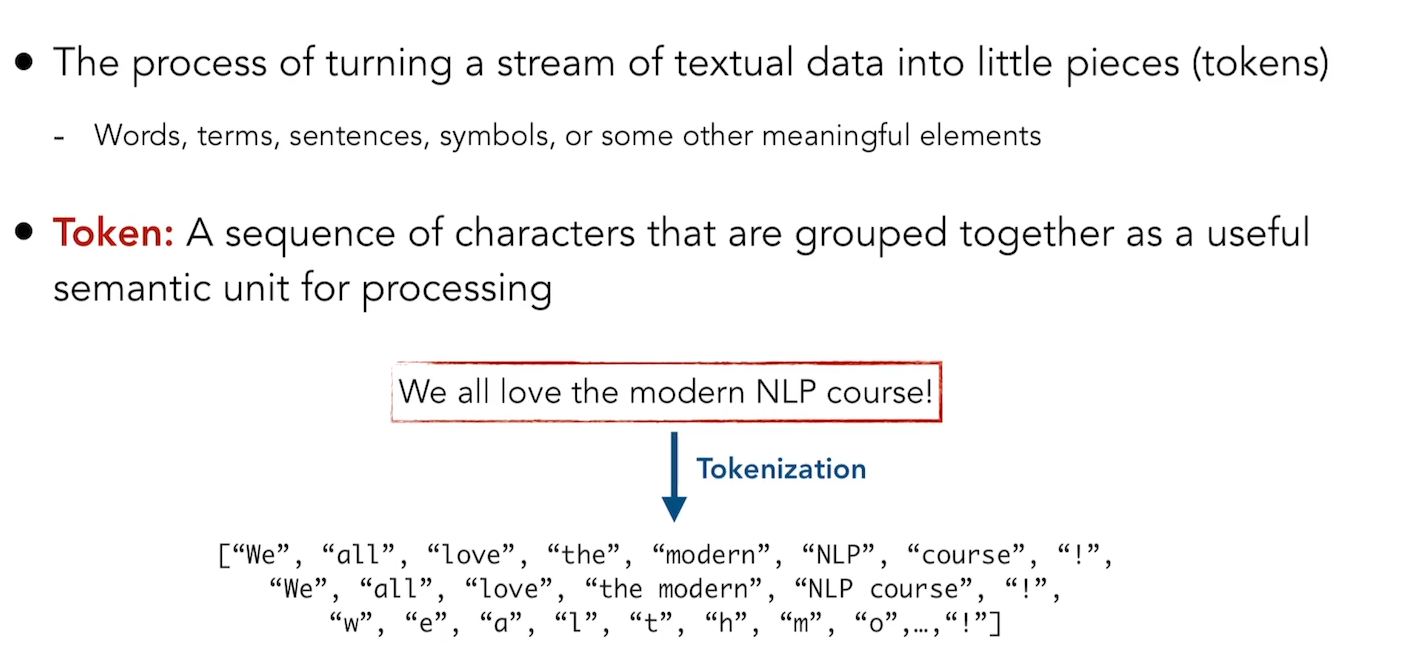 ● The process of turning a stream of textual data into little pieces (tokens)
- Words, terms, sentences, symbols, or some other meaningful elements
● Token: A sequence of characters that are grouped together as a useful
semantic unit for processing
We all love the modern NLP course!
Tokenization
[“We”, “all”, “love”, “the”, “modern”, “NLP”, “course”, “!”,
“We”, “all”, “love”, “the modern”, “NLP course”, “!”,
“w”, “e”, “a”, “l”, “t”, “h”, “m”, “o”,…,“!”]